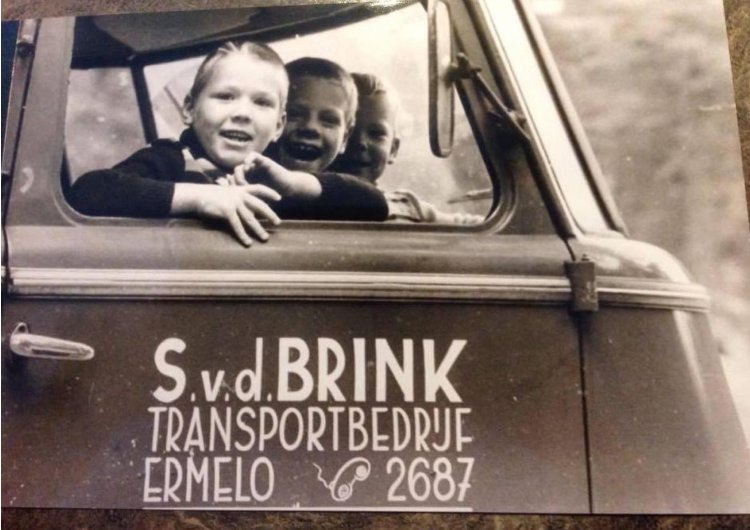 S.v.d. BRINK
TRANSPORTBEDRIJF
ERMELO 2687